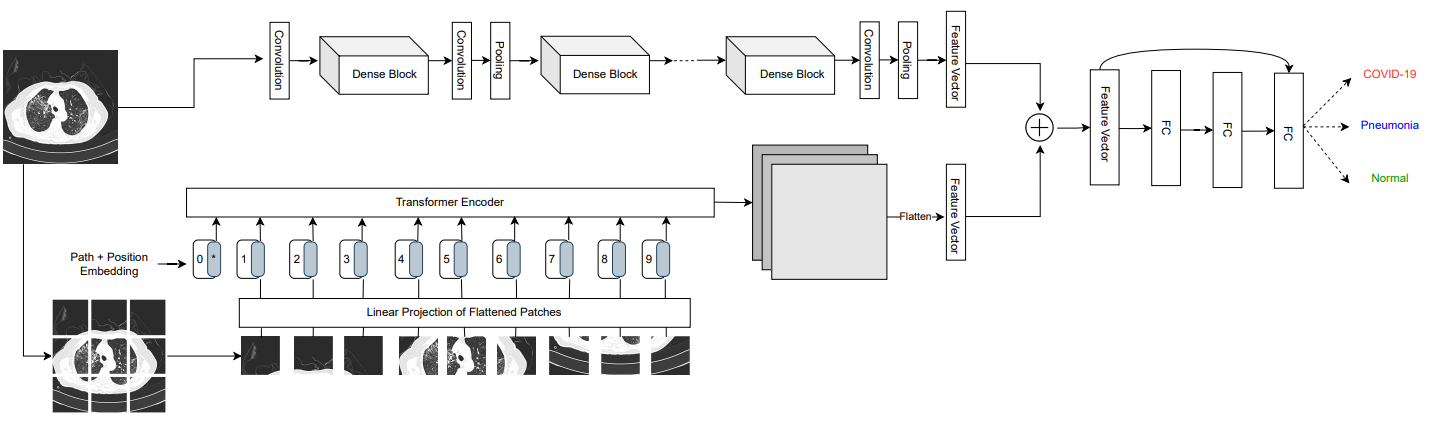 Convolution
Dense Block
Convolution
Pooling
Dense Block
Dense Block
Convolution
Pooling
Feature Vector
Feature Vector
FC
FC
FC
COVID-19
Pneumonia
Normal
Transformer Encoder
Flatten
Feature Vector
Path + Position
Embedding
0 * 1 2 3 4 5 6 7 8 9
Linear Projection of Flattened Patches